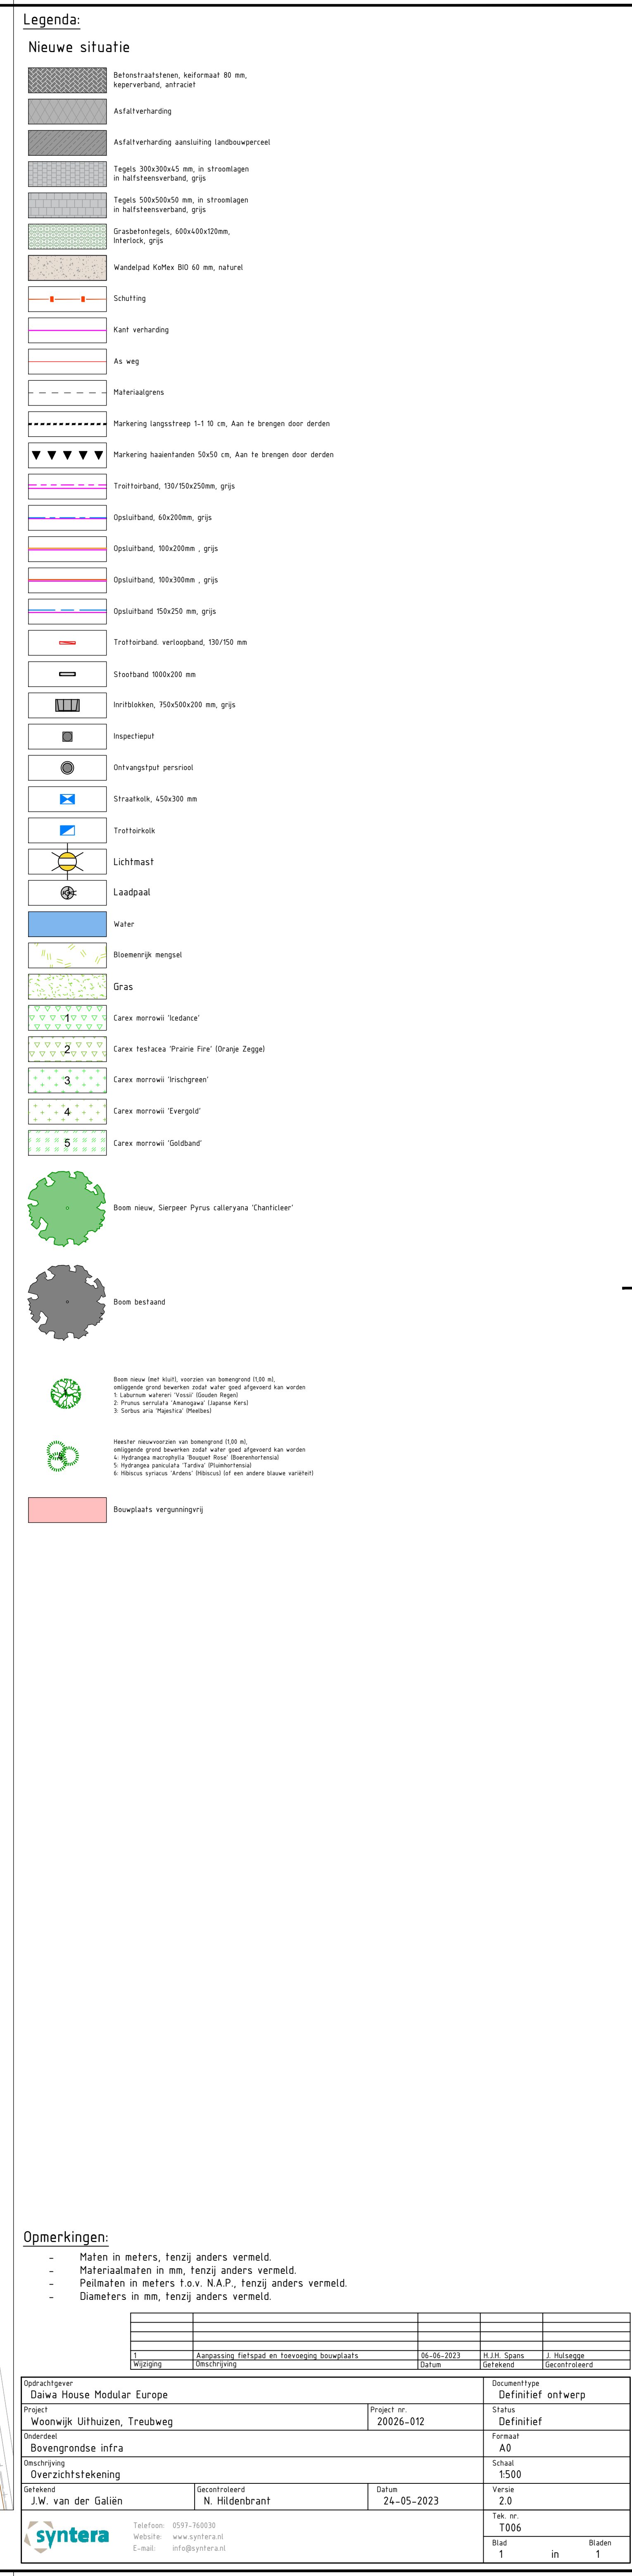 Legenda:
Nieuwe situatie
Betonstraatstenen, keiformaat 80 mm,
keperverband, antraciet
Asfaltverharding
Asfaltverharding aansluiting landbouwperceel
Tegels 300x300x45 mm, in stroomlagen
in halfsteensverband, grijs
Tegels 500x500x50 mm, in stroomlagen
in halfsteensverband, grijs
Grasbetontegels, 600x400x120mm,
Interlock, grijs
Wandelpad KoMex BIO 60 mm, naturel
Schutting
Kant verharding
As weg
Materiaalgrens
Markering langsstreep 1-1 10 cm, Aan te brengen door derden
Markering haaientanden 50x50 cm, Aan te brengen door derden
Troittoirband, 130/150x250mm, grijs
Opsluitband, 60x200mm, grijs
Opsluitband, 100x200mm , grijs
Opsluitband, 100x300mm , grijs
Opsluitband 150x250 mm, grijs
Trottoirband. verloopband, 130/150 mm
Stootband 1000x200 mm
Inritblokken, 750x500x200 mm, grijs
Inspectieput
Ontvangstput persriool
Straatkolk, 450x300 mm
Trottoirkolk
Lichtmast
Laadpaal
Water
Bloemenrijk mengsel
Gras
1 Carex morrowii 'Icedance'
2 Carex testacea 'Prairie Fire' (Oranje Zegge)
3 Carex morrowii 'Irischgreen'
4 Carex morrowii 'Evergold'
5 Carex morrowii 'Goldband'
Boom nieuw, Sierpeer Pyrus calleryana 'Chanticleer'
Boom bestaand
Boom nieuw (met kluit), voorzien van bomengrond (1,00 m),
omliggende grond bewerken zodat water goed afgevoerd kan worden
1: Laburnum watereri 'Vossii' (Gouden Regen)
2: Prunus serrulata 'Amanogawa' (Japanse Kers)
3: Sorbus aria 'Majestica' (Meelbes)
Heester nieuwvoorzien van bomengrond (1,00 m),
omliggende grond bewerken zodat water goed afgevoerd kan worden
4: Hydrangea macrophylla 'Bouquet Rose' (Boerenhortensia)
5: Hydrangea paniculata 'Tardiva' (Pluimhortensia)
6: Hibiscus syriacus 'Ardens' (Hibiscus) (of een andere blauwe variëteit)
Bouwplaats vergunningvrij
Opmerkingen:
- Maten in meters, tenzij anders vermeld.
- Materiaalmaten in mm, tenzij anders vermeld.
- Peilmaten in meters t.o.v. N.A.P., tenzij anders vermeld.
- Diameters in mm, tenzij anders vermeld.
1 Aanpassing fietspad en toevoeging bouwplaats 06-06-2023 H.J.H. Spans J. Hulsegge
Wijziging Omschrijving Datum Getekend Gecontroleerd
Opdrachtgever Documenttype
Daiwa House Modular Europe Definitief ontwerp
Project Project nr. Status
Woonwijk Uithuizen, Treubweg 20026-012 Definitief
Onderdeel Formaat
Bovengrondse infra A0
Omschrijving Schaal
Overzichtstekening 1:500
Getekend Gecontroleerd Datum Versie
J.W. van der Galiën N. Hildenbrant 24-05-2023 2.0
Tek. nr.
T006
syntera
Telefoon: 0597-760030
Website: www.syntera.nl
E-mail: info@syntera.nl
Blad Bladen
1 in 1